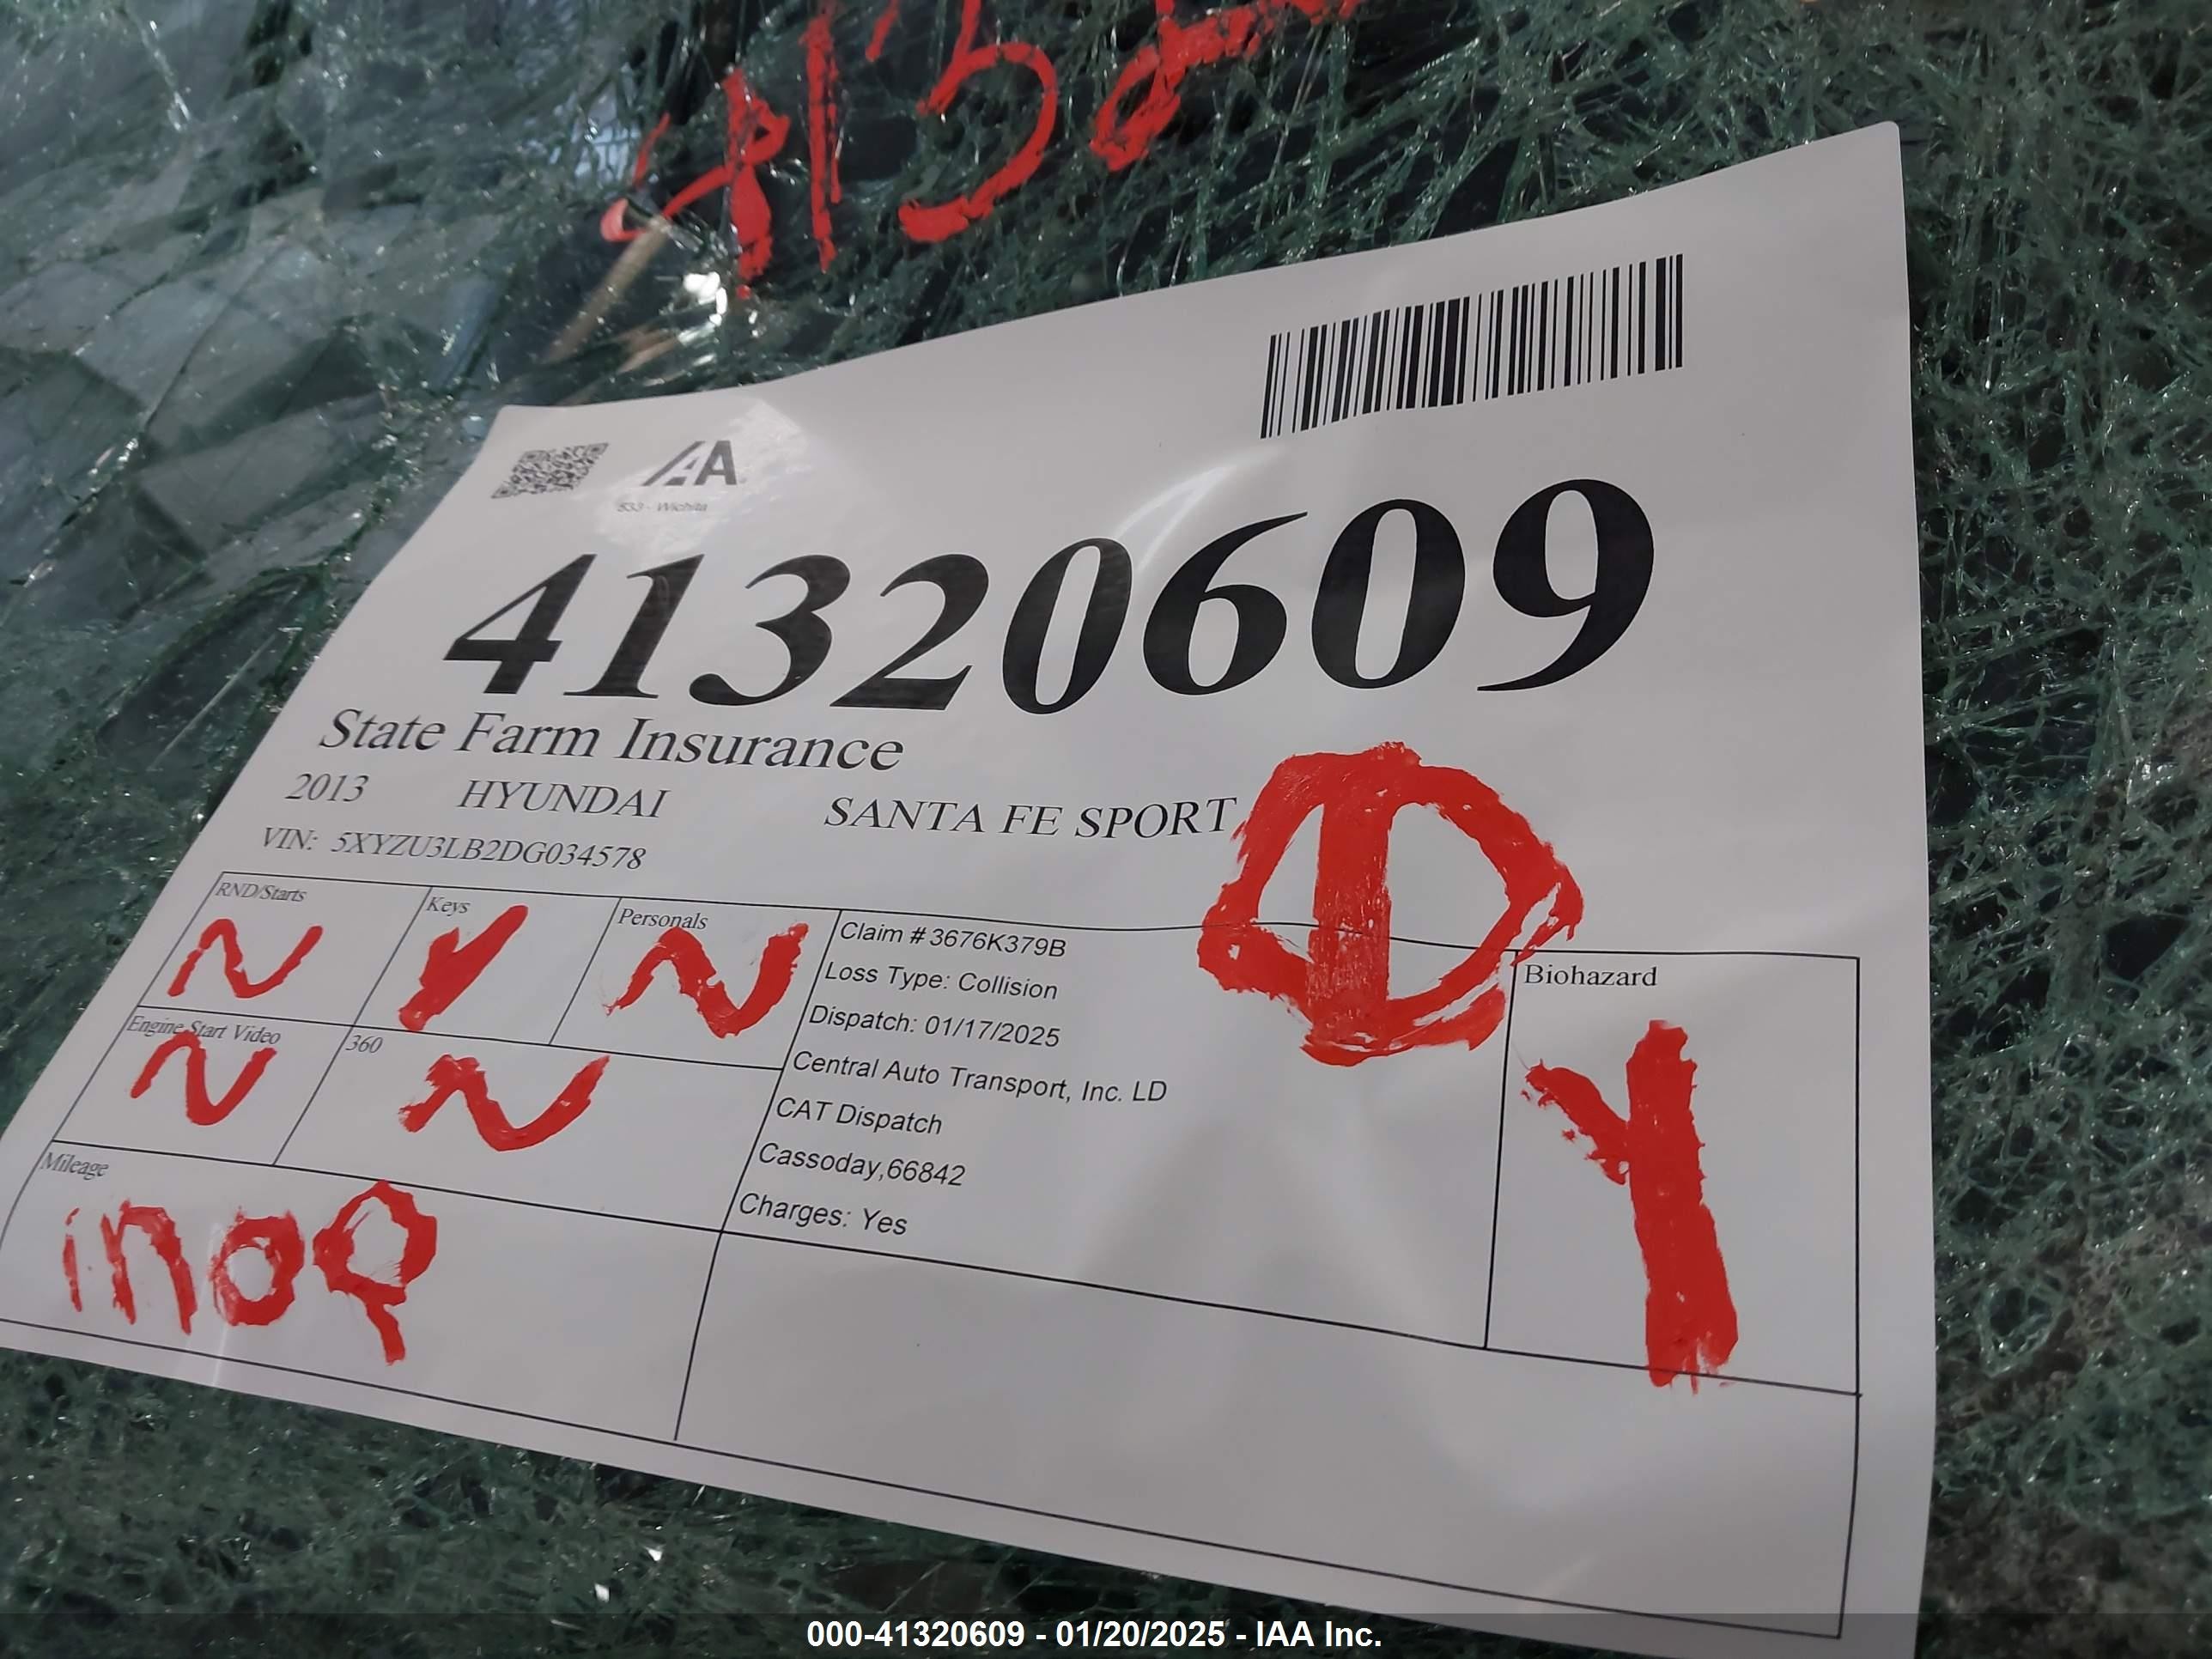 4132
IAA
533 - Wichita
41320609
State Farm Insurance
2013 HYUNDAI SANTA FE SPORT
VIN: 5XYZU3LB2DG034578
RND/Starts
N
Keys
Y
Personals
N
Engine Start Video
N
360
N
Mileage
inop
Claim # 3676K379B
Loss Type: Collision
Dispatch: 01/17/2025
Central Auto Transport, Inc. LD
CAT Dispatch
Cassoday,66842
Charges: Yes
D
Biohazard
Y
000-41320609 - 01/20/2025 - IAA Inc.